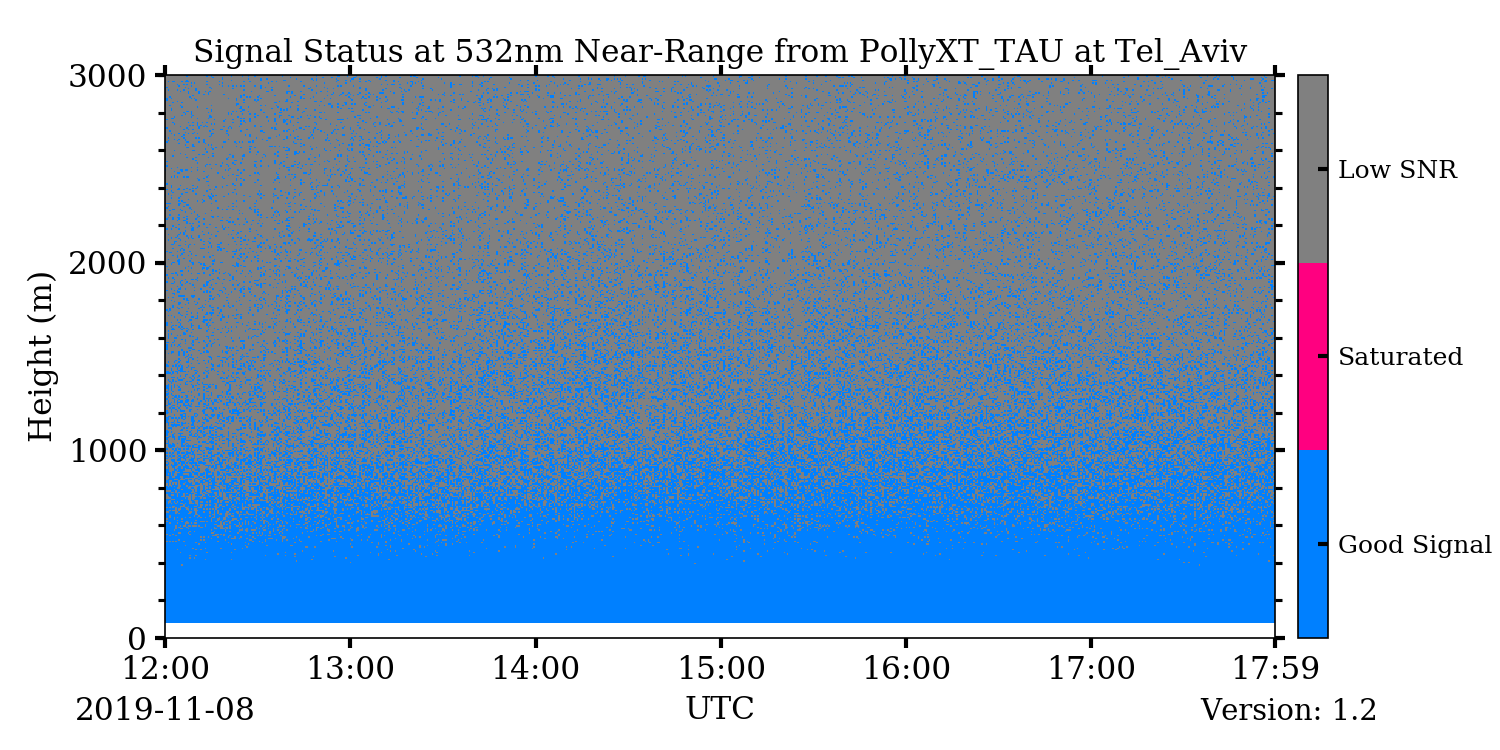 Signal Status at 532nm Near-Range from PollyXT_TAU at Tel_Aviv
3000
2000
1000
0
Height (m)
12:00
13:00
14:00
15:00
16:00
17:00
17:59
2019-11-08
UTC
Version: 1.2
Low SNR
Saturated
Good Signal